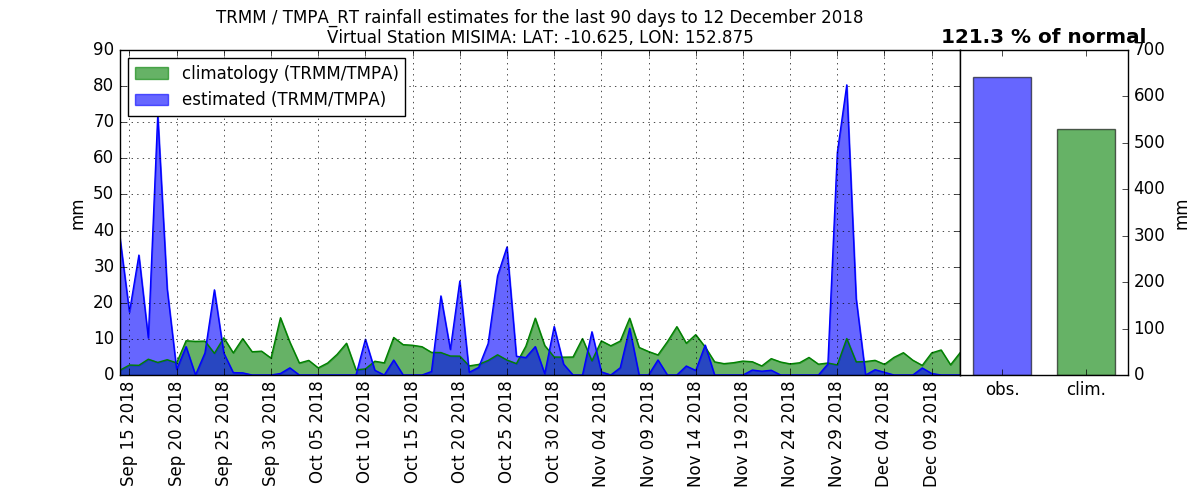 TRMM / TMPA_RT rainfall estimates for the last 90 days to 12 December 2018
Virtual Station MISIMA: LAT: -10.625, LON: 152.875
121.3 % of normal
climatology (TRMM/TMPA)
estimated (TRMM/TMPA)
mm
90
80
70
60
50
40
30
20
10
0
Sep 15 2018
Sep 20 2018
Sep 25 2018
Sep 30 2018
Oct 05 2018
Oct 10 2018
Oct 15 2018
Oct 20 2018
Oct 25 2018
Oct 30 2018
Nov 04 2018
Nov 09 2018
Nov 14 2018
Nov 19 2018
Nov 24 2018
Nov 29 2018
Dec 04 2018
Dec 09 2018
obs.
clim.
700
600
500
400
300
200
100
0
mm